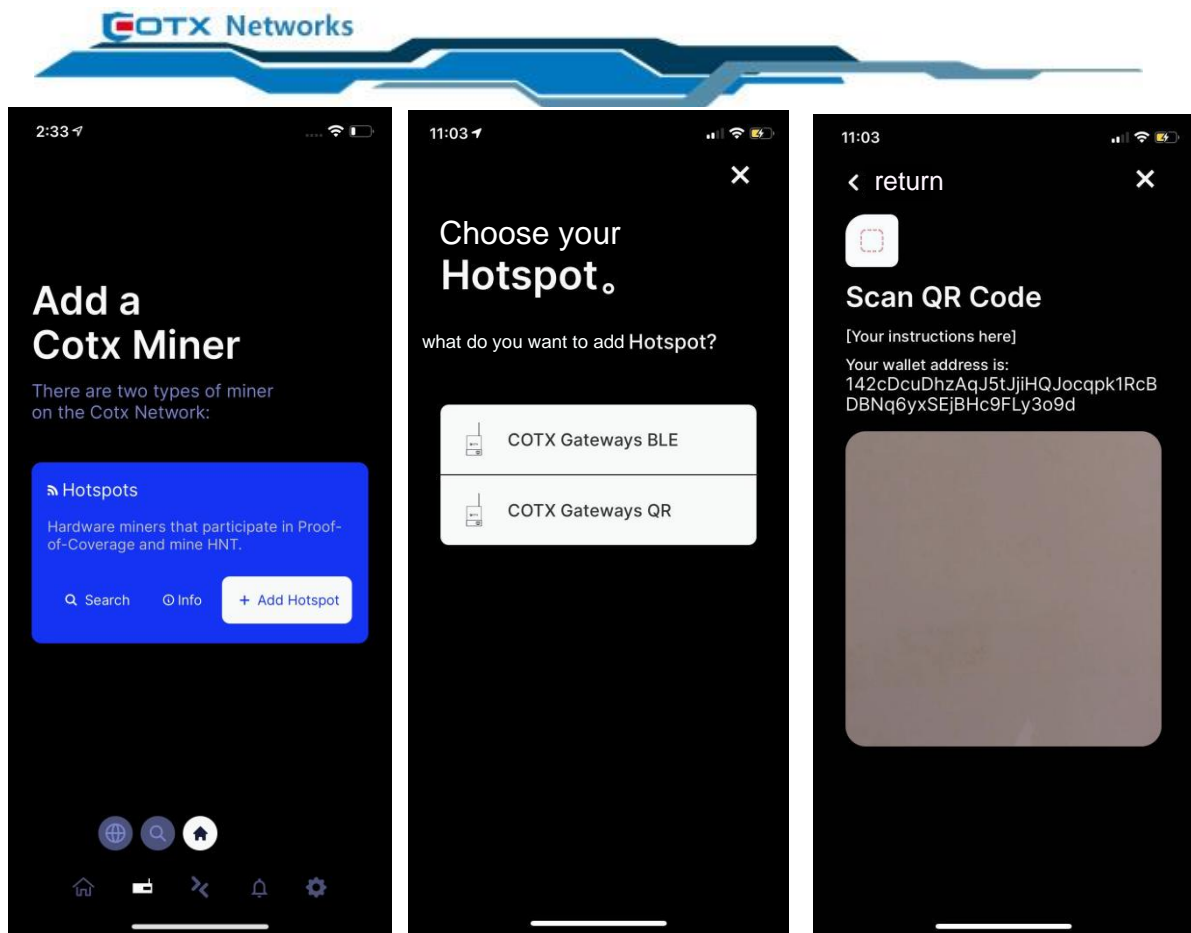 COTX Networks
2:33
Add a
Cotx Miner
There are two types of miner
on the Cotx Network:
Hotspots
Hardware miners that participate in Proof-
of-Coverage and mine HNT.
Search Info + Add Hotspot
11:03
Choose your
Hotspot。
what do you want to add Hotspot?
COTX Gateways BLE
COTX Gateways QR
11:03
return
Scan QR Code
[Your instructions here]
Your wallet address is:
142cDcuDhzAqJ5tJjiHQJocqpk1RcB
DBNq6yxSEjBHc9FLy3o9d